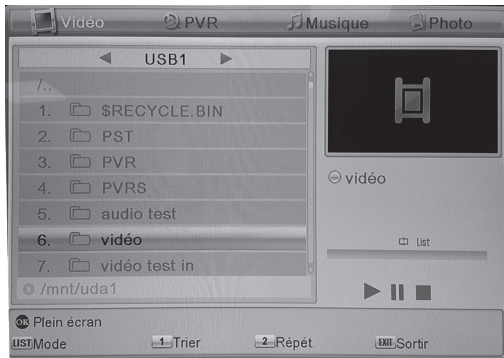 Vidéo PVR Musique Photo
USB1
/..
1. $RECYCLE.BIN
2. PST
3. PVR
4. PVRS
5. audio test
6. vidéo
7. vidéo test in
/mnt/uda1
vidéo
List
OK Plein écran
LIST Mode 1 Trier 2 Répét. EXIT Sortir